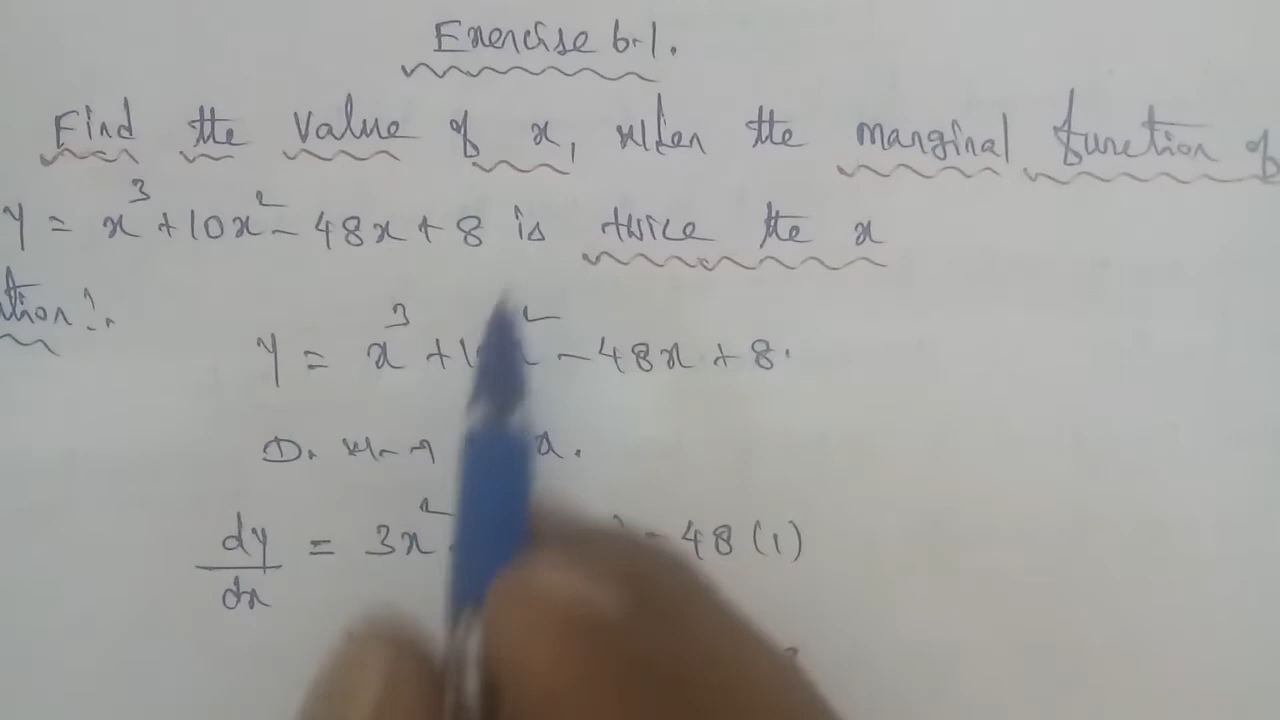 Exercise 6.1.
Find the value of x, when the marginal function of
y = x³ + 10x² - 48x + 8 is twice the x
tion:
y = x³ + 1 ² - 48x + 8.
D. w. r x.
dy/dx = 3x² - 48 (1)